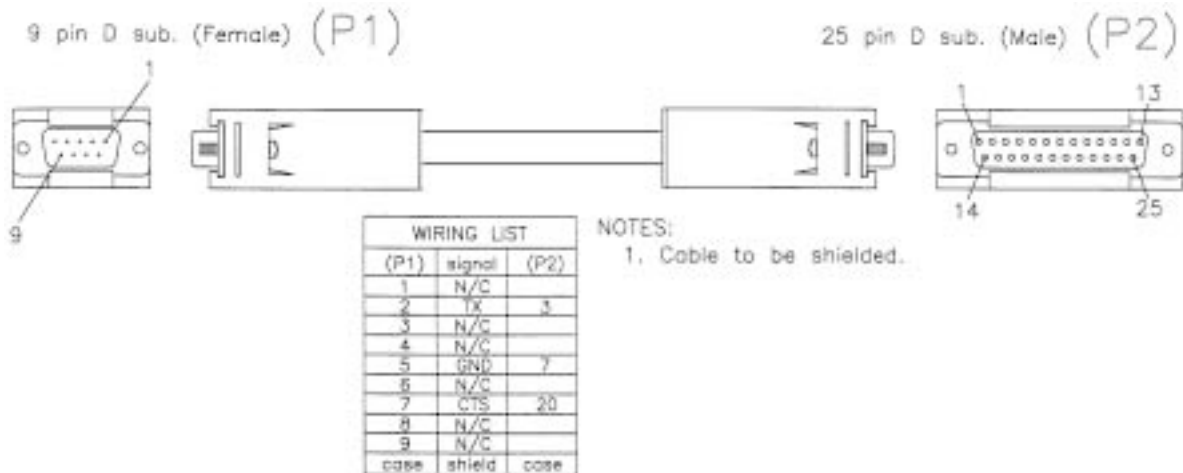 9 pin D sub. (Female) (P1)
25 pin D sub. (Male) (P2)
1
1
13
9
14
25
WIRING LIST
(P1) signal (P2)
1 N/C
2 TX 3
3 N/C
4 N/C
5 GND 7
6 N/C
7 CTS 20
8 N/C
9 N/C
case shield case
NOTES:
1. Cable to be shielded.